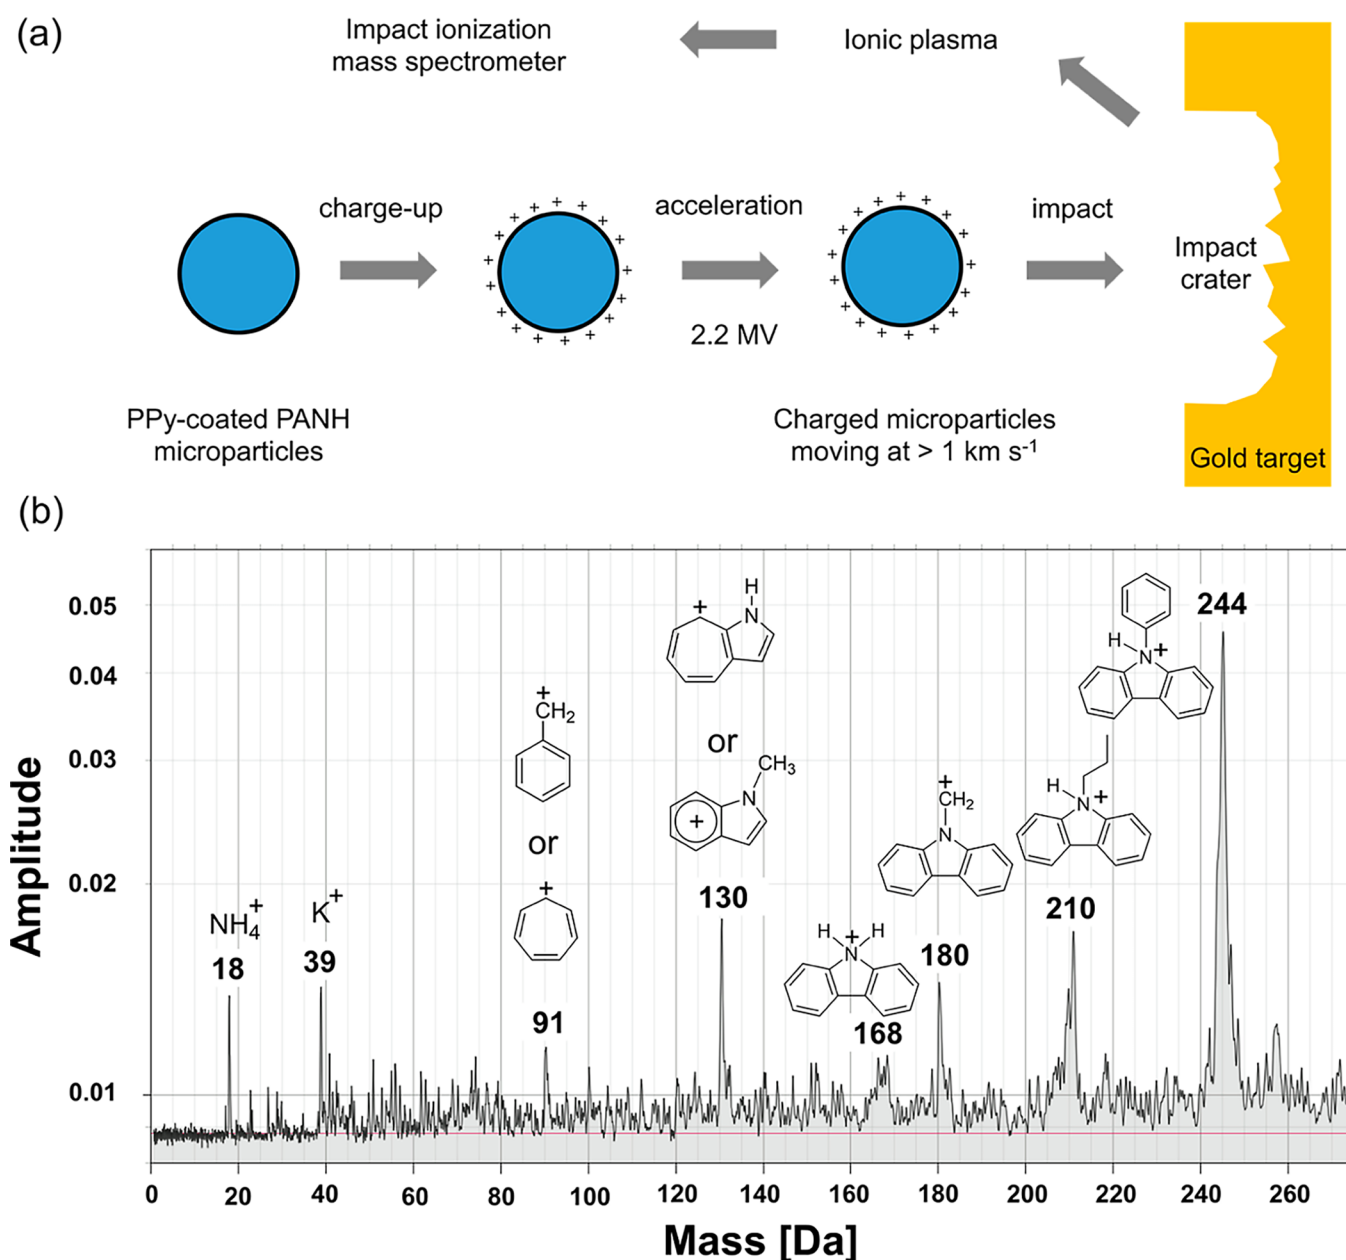 (a)
Impact ionization
mass spectrometer
Ionic plasma
charge-up
acceleration
impact
2.2 MV
Impact
crater
PPy-coated PANH
microparticles
Charged microparticles
moving at > 1 km s⁻¹
Gold target
(b)
Amplitude
0.05
0.04
0.03
0.02
0.01
NH₄⁺
18
K⁺
39
+
CH₂
or
+
91
+
H
N
or
CH₃
N
+
130
H + H
N
168
+
CH₂
N
180
H
N +
210
H
N +
244
0 20 40 60 80 100 120 140 160 180 200 220 240 260
Mass [Da]